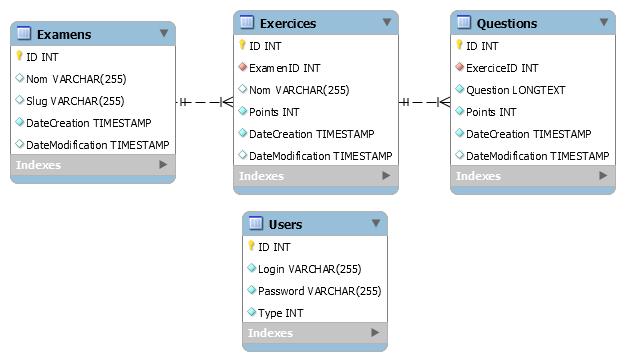 Examens
ID INT
Nom VARCHAR(255)
Slug VARCHAR(255)
DateCreation TIMESTAMP
DateModification TIMESTAMP
Indexes
Exercices
ID INT
ExamenID INT
Nom VARCHAR(255)
Points INT
DateCreation TIMESTAMP
DateModification TIMESTAMP
Indexes
Questions
ID INT
ExerciceID INT
Question LONGTEXT
Points INT
DateCreation TIMESTAMP
DateModification TIMESTAMP
Indexes
Users
ID INT
Login VARCHAR(255)
Password VARCHAR(255)
Type INT
Indexes